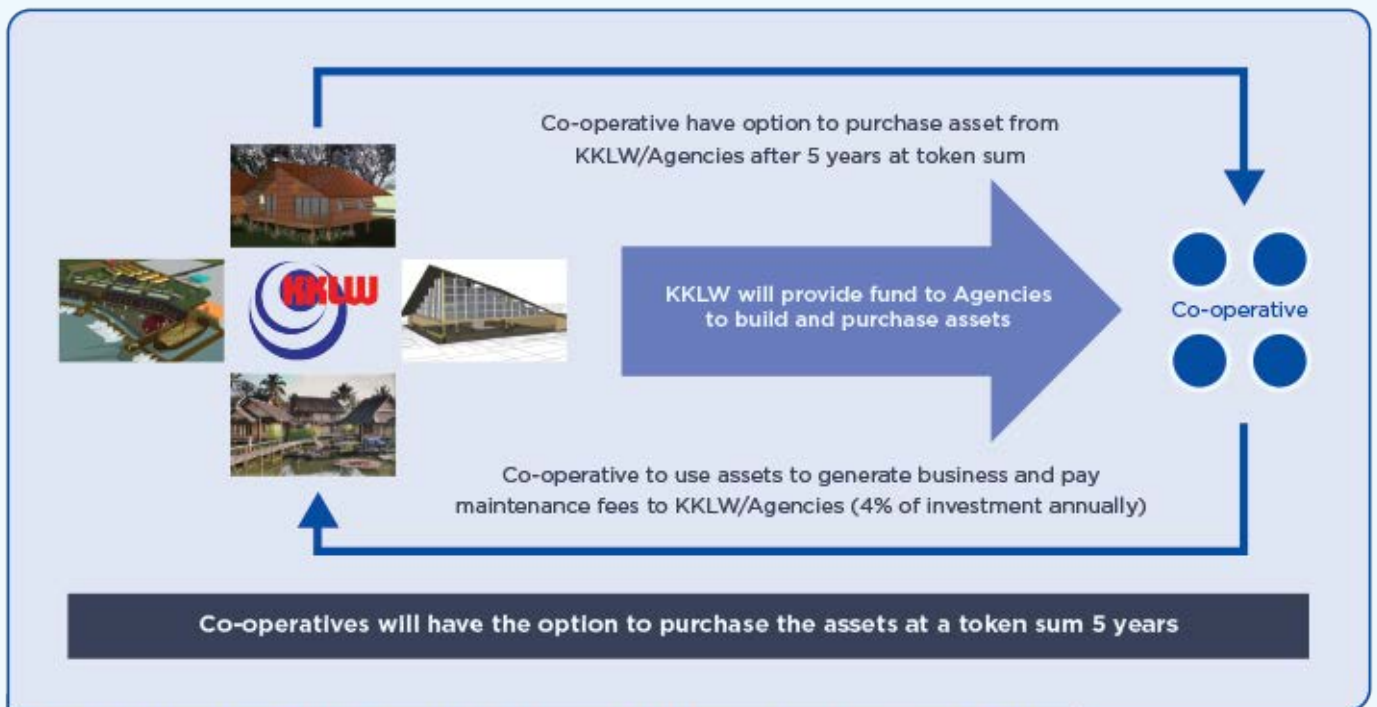 Co-operative have option to purchase asset from
KKLW/Agencies after 5 years at token sum
KKLW
KKLW will provide fund to Agencies
to build and purchase assets
Co-operative
Co-operative to use assets to generate business and pay
maintenance fees to KKLW/Agencies (4% of investment annually)
Co-operatives will have the option to purchase the assets at a token sum 5 years